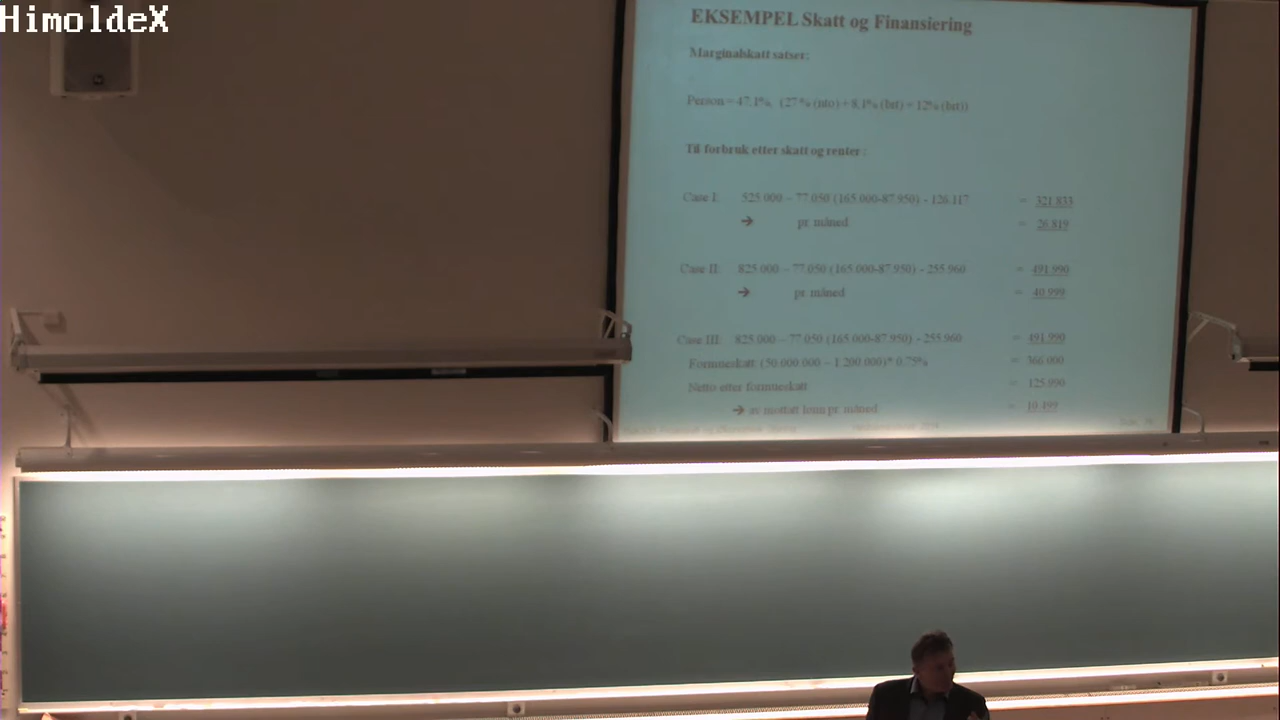 HimoldeX
EKSEMPEL Skatt og Finansiering
Marginalskatt satser:
Person = 47.1%, (27 % (nto) + 8,1% (brt) + 12% (brt))
Til forbruk etter skatt og renter :
Case I: 525.000 – 77.050 (165.000-87.950) - 126.117 = 321.833
➔ pr. måned = 26.819
Case II: 825.000 – 77.050 (165.000-87.950) - 255.960 = 491.990
➔ pr. måned = 40.999
Case III: 825.000 – 77.050 (165.000-87.950) - 255.960 = 491.990
Formueskatt: (50.000.000 – 1.200.000)* 0.75% = 366.000
Netto etter formueskatt = 125.990
➔ av mottatt lønn pr. måned = 10.499